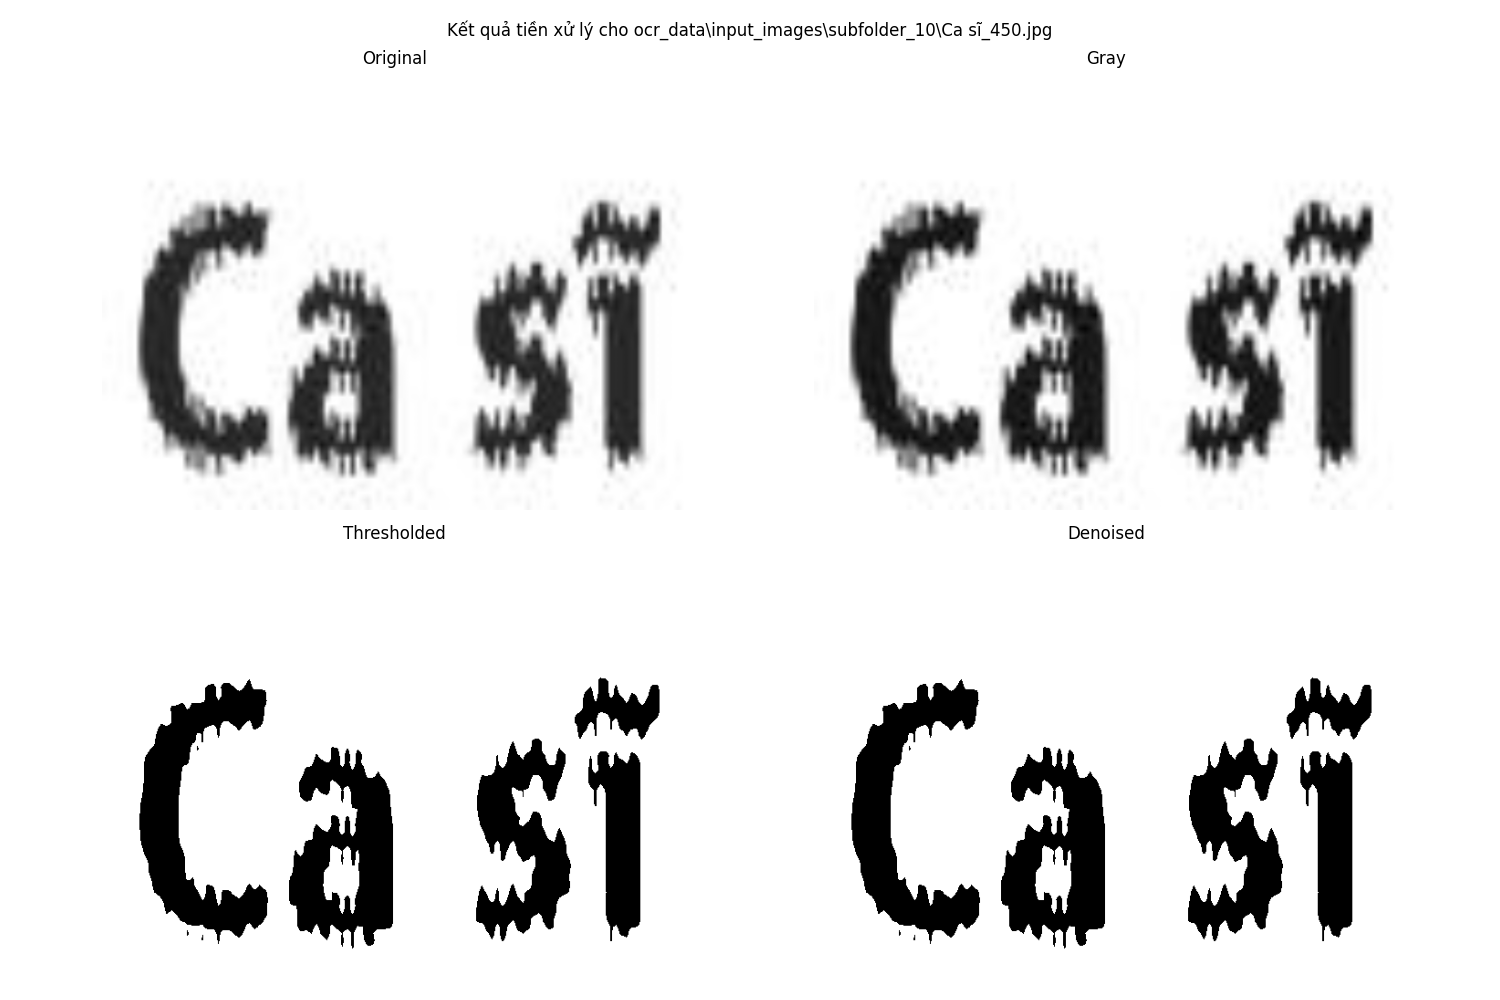 Kết quả tiền xử lý cho ocr_data\input_images\subfolder_10\Ca sĩ_450.jpg
Original
Gray
Ca sĩ
Ca sĩ
Thresholded
Denoised
Ca sĩ
Ca sĩ